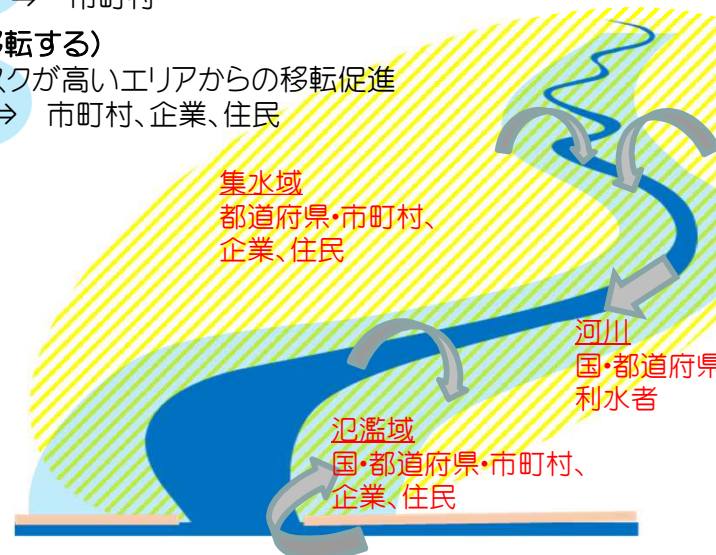 ⇒ 市町村
転する)
スクが高いエリアからの移転促進
⇒ 市町村、企業、住民
集水域
都道府県・市町村、
企業、住民
河川
国・都道府県
利水者
氾濫域
国・都道府県・市町村、
企業、住民